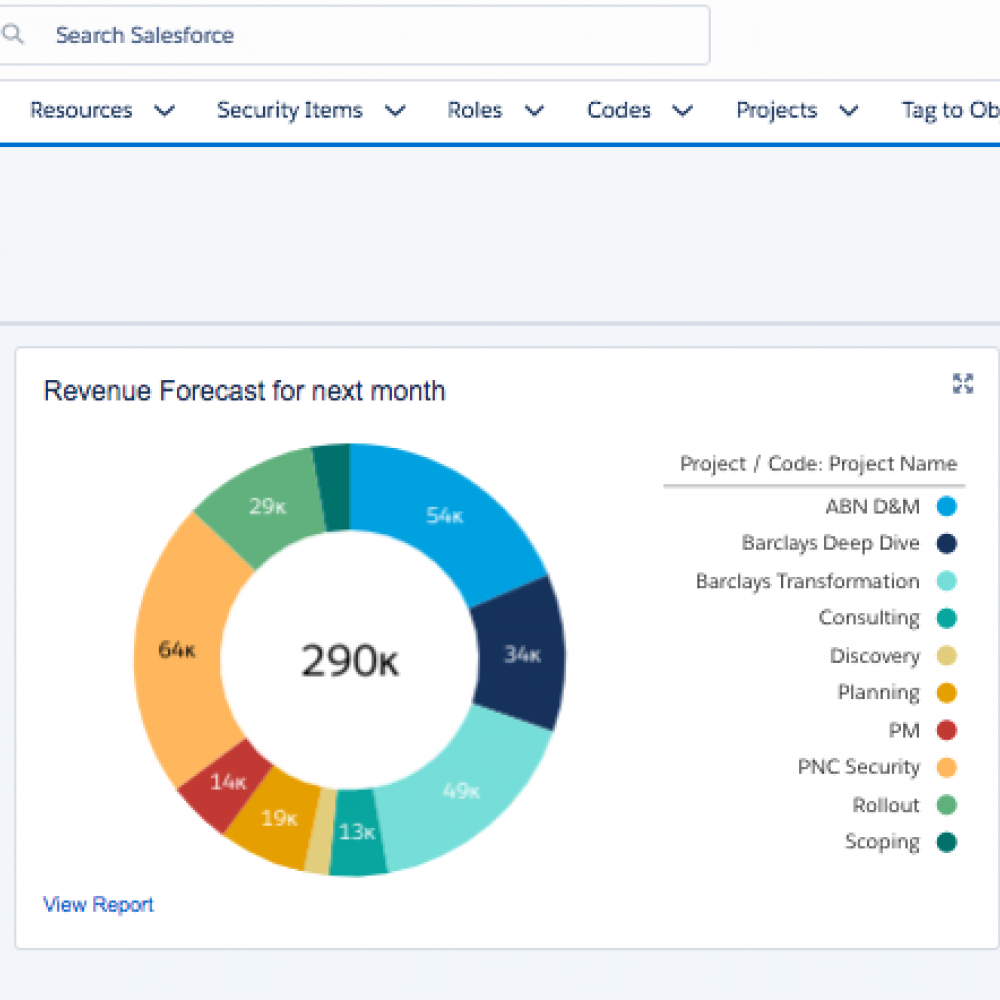 Search Salesforce
Resources Security Items Roles Codes Projects Tag to Ob
Revenue Forecast for next month
Project / Code: Project Name
ABN D&M
Barclays Deep Dive
Barclays Transformation
Consulting
Discovery
Planning
PM
PNC Security
Rollout
Scoping
29K
54K
64K
290K
34K
14K
49K
19K
13K
View Report